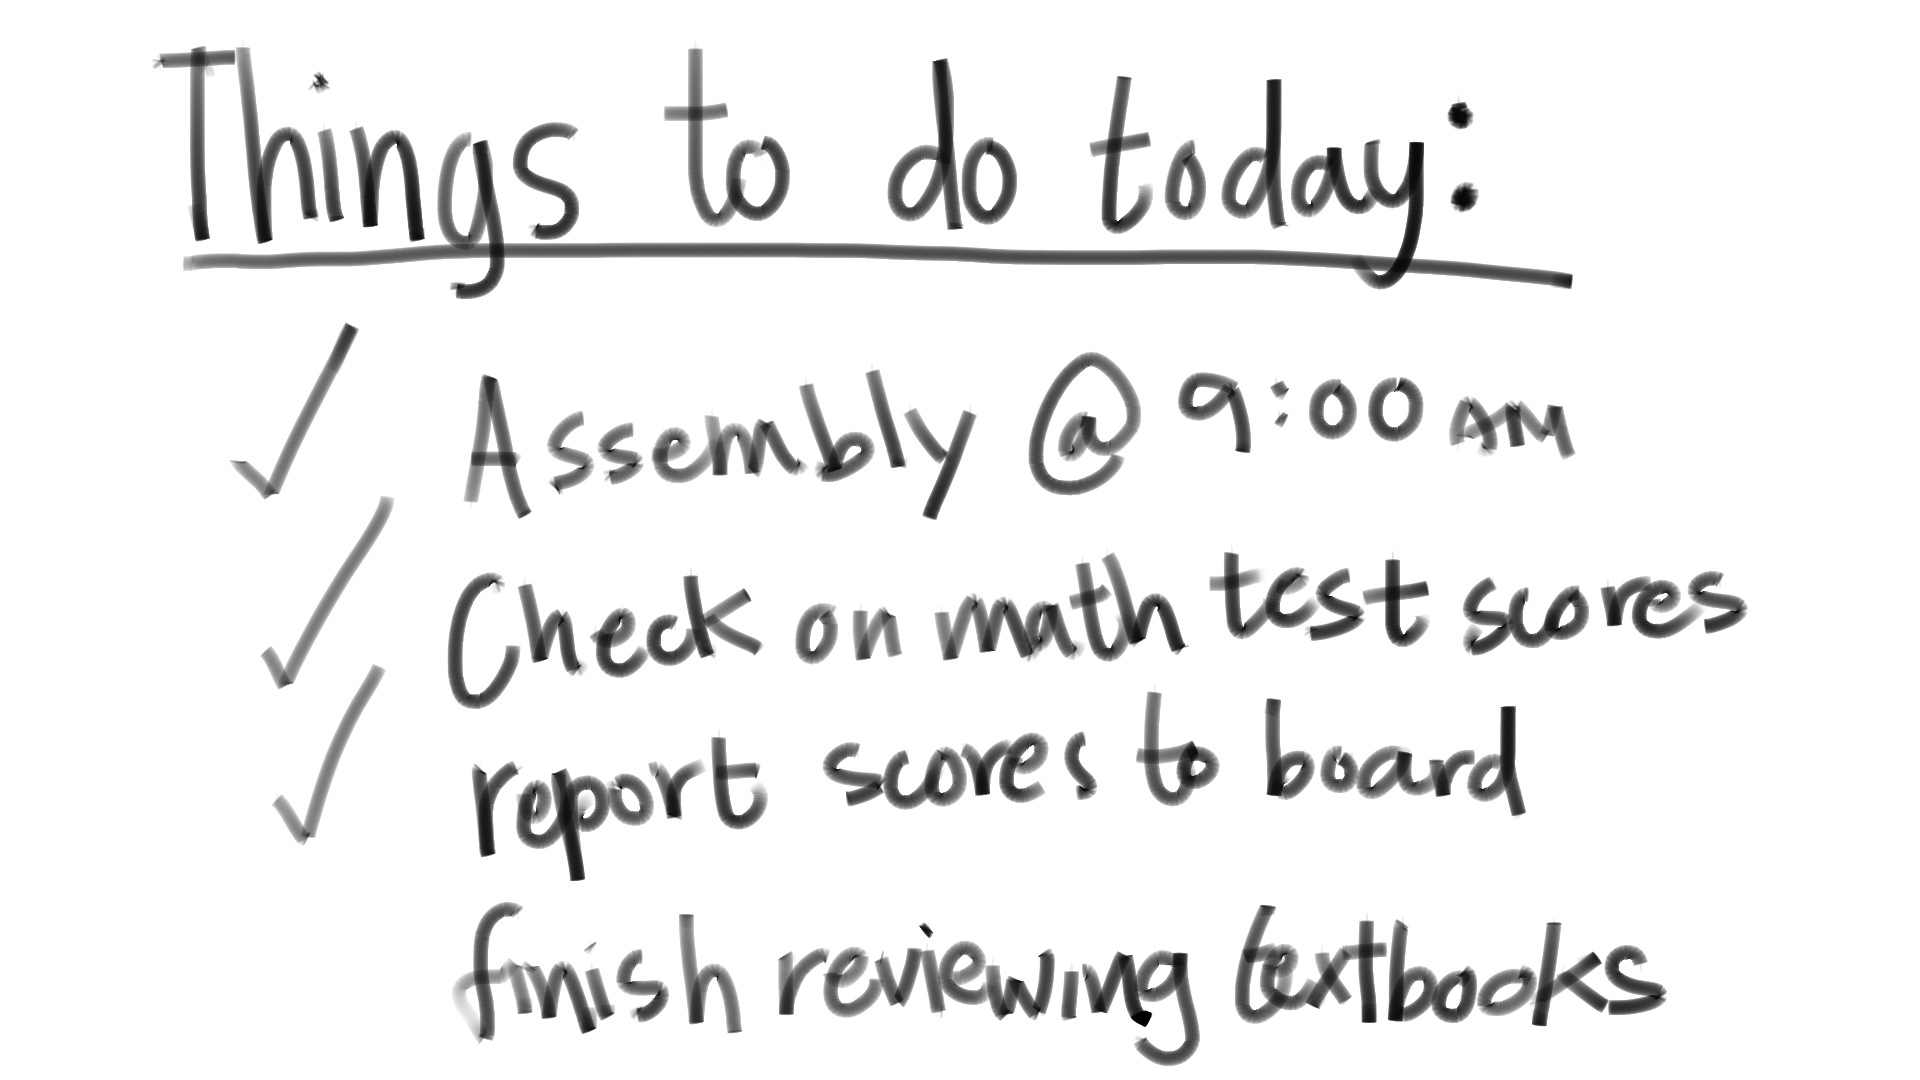 Things to do today:
✓ Assembly @ 9:00 AM
✓ Check on math test scores
✓ report scores to board
finish reviewing textbooks